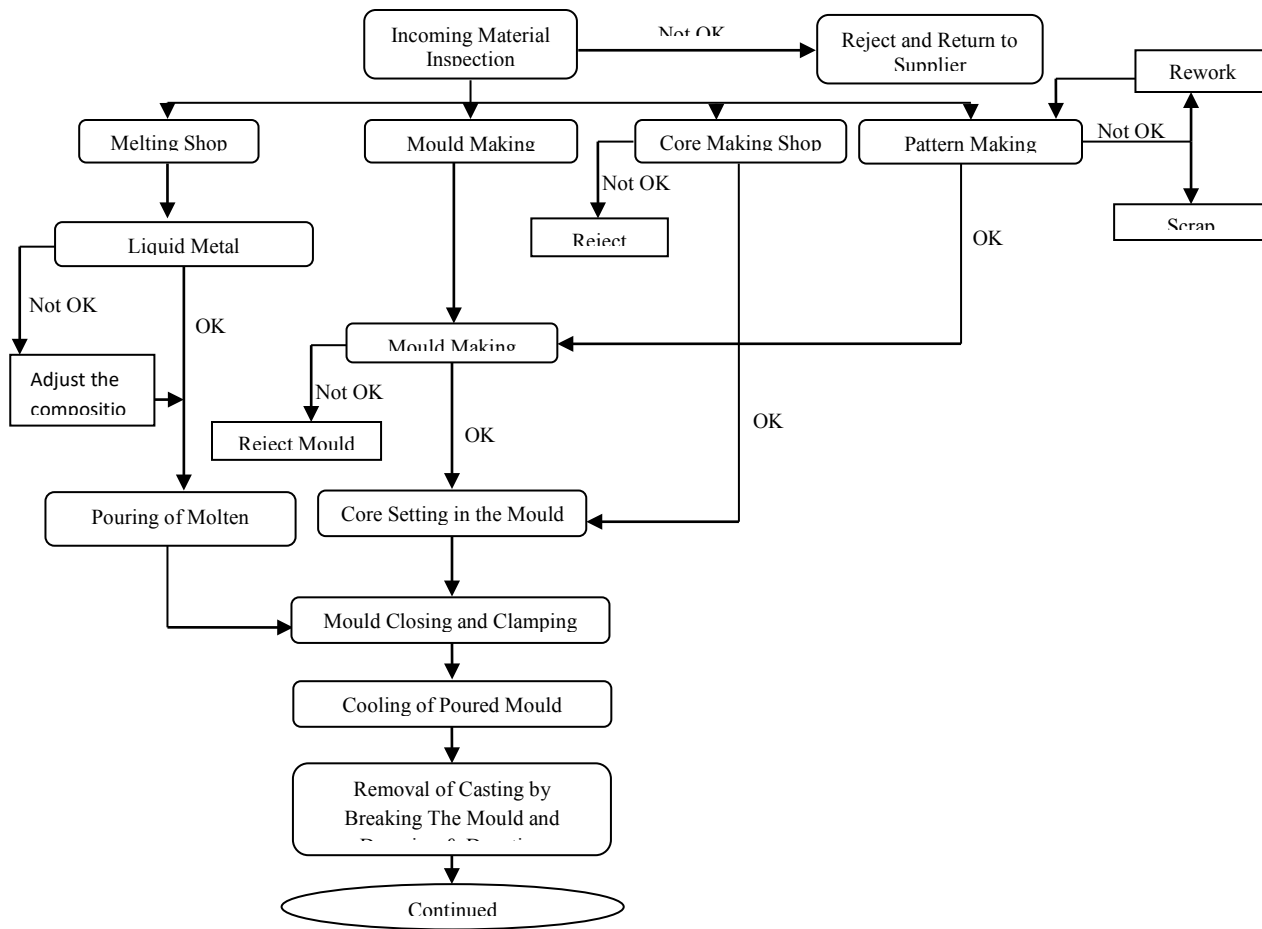 Incoming Material
Inspection
Not OK
Reject and Return to
Supplier
Rework
Melting Shop
Mould Making
Core Making Shop
Pattern Making
Not OK
Not OK
Reject
Scrap
Liquid Metal
OK
Not OK
OK
Mould Making
Adjust the
compositio
Not OK
Reject Mould
OK
OK
Pouring of Molten
Core Setting in the Mould
Mould Closing and Clamping
Cooling of Poured Mould
Removal of Casting by
Breaking The Mould and
Continued